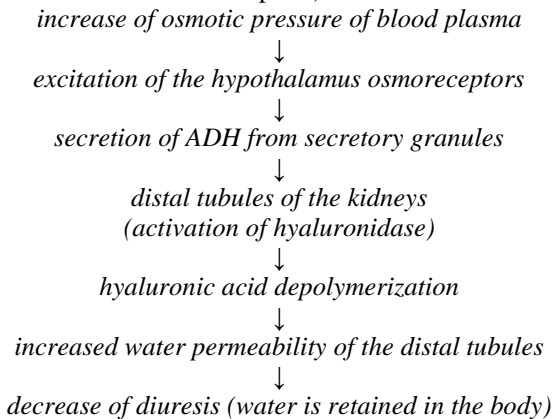 increase of osmotic pressure of blood plasma
↓
excitation of the hypothalamus osmoreceptors
↓
secretion of ADH from secretory granules
↓
distal tubules of the kidneys
(activation of hyaluronidase)
↓
hyaluronic acid depolymerization
↓
increased water permeability of the distal tubules
↓
decrease of diuresis (water is retained in the body)